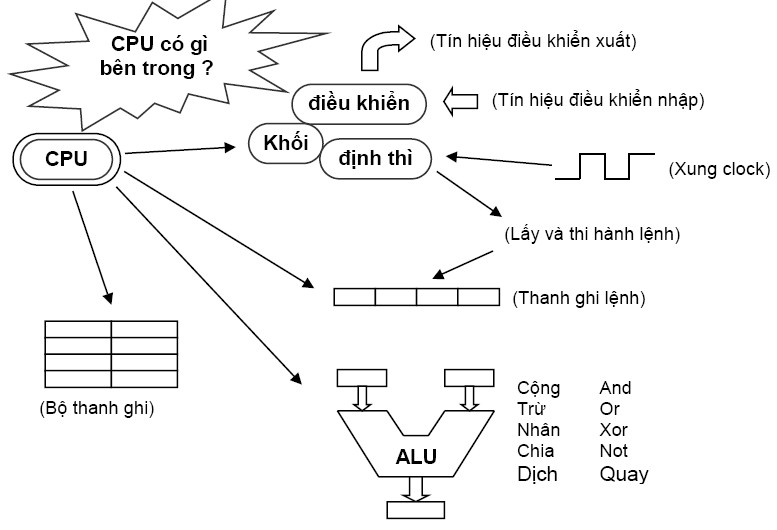 CPU có gì
bên trong ?
(Tín hiệu điều khiển xuất)
điều khiển
(Tín hiệu điều khiển nhập)
Khối
CPU
định thì
(Xung clock)
(Lấy và thi hành lệnh)
(Thanh ghi lệnh)
(Bộ thanh ghi)
Cộng And
Trừ Or
Nhân Xor
Chia Not
Dịch Quay
ALU